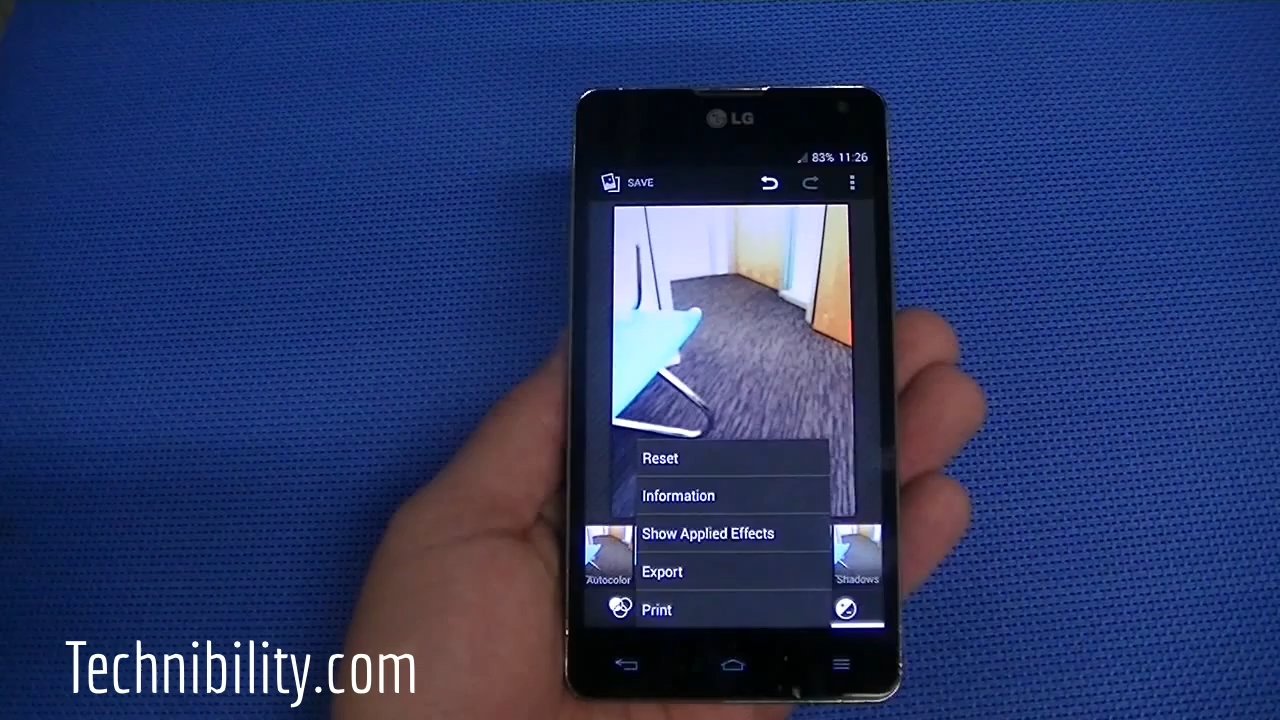 LG
83% 11:26
SAVE
Reset
Information
Show Applied Effects
Export
Print
Autocolor
Shadows
Technibility.com